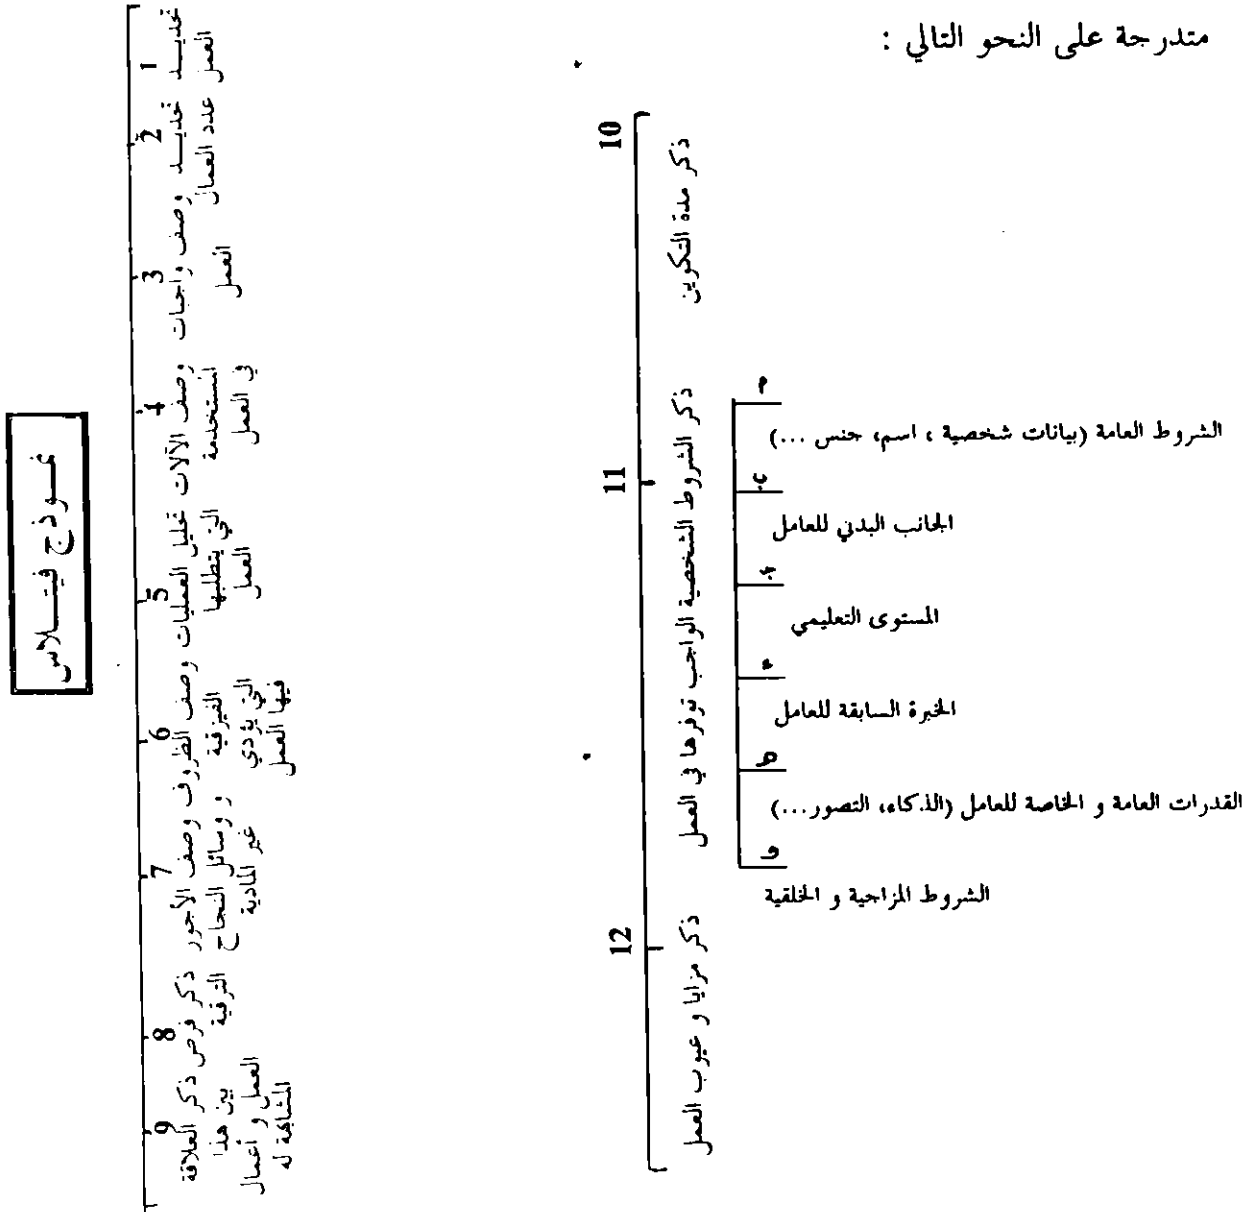 متدرجة على النحو التالي :
نموذج فيتلاس
1
تحديد
العمل
2
تحديد
عدد العمال
3
وصف واجبات
العمل
4
وصف الآلات
المستخدمة
في العمل
5
تحليل العمليات
التي يتطلبها
العمل
6
وصف الظروف
الفيزقية
التي يؤدي
فيها العمل
7
وصف الأجور
و وسائل النجاح
غير المادية
8
ذكر فرص
الترقية
9
ذكر العلاقة
بين هذا
العمل و أعمال
المشابهة له
10
ذكر مدة التكوين
11
ذكر الشروط الشخصية الواجب توفرها في العمل
الشروط العامة (بيانات شخصية ، اسم، جنس ...)
الجانب البدني للعامل
المستوى التعليمي
الخبرة السابقة للعامل
القدرات العامة و الخاصة للعامل (الذكاء، التصور...)
الشروط المزاجية و الخلقية
12
ذكر مزايا و عيوب العمل